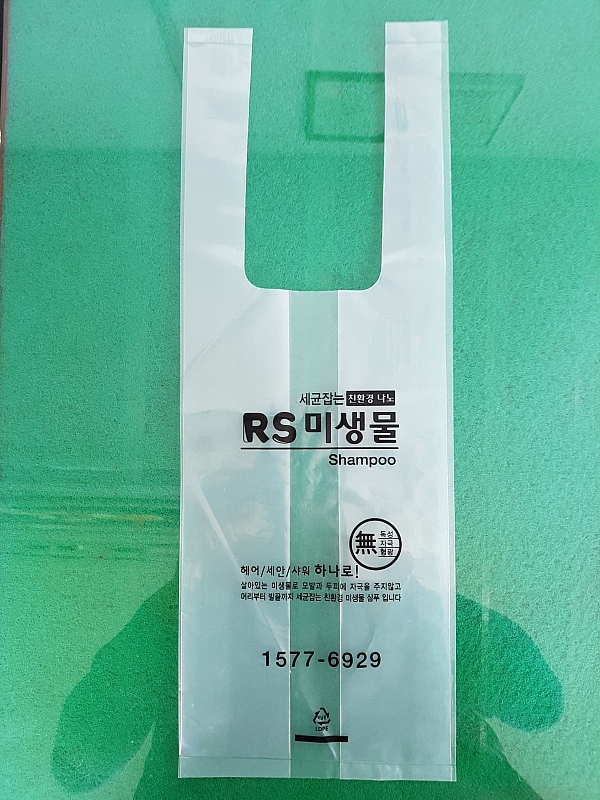 세균잡는 친환경 나노
RS 미생물
Shampoo
無 독성 자극 혐광
헤어/세안/샤워 하나로!
살아있는 미생물로 모발과 두피에 자극을 주지않고
머리부터 발끝까지 세균잡는 친환경 미생물 샴푸 입니다
1577-6929
LDPE